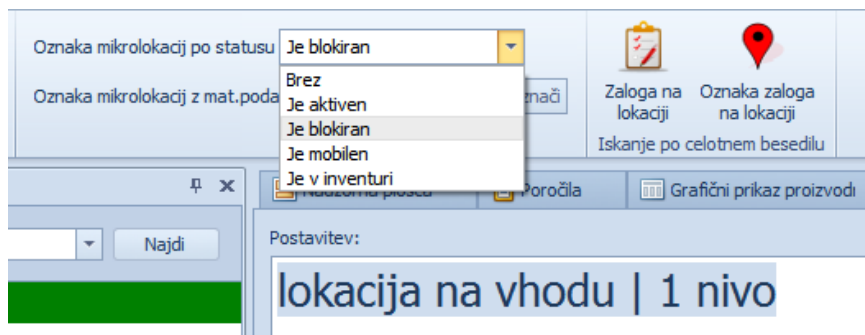 Oznaka mikrolokacij po statusu Je blokiran
Brez
Oznaka mikrolokacij z mat.poda
Je aktiven
Je blokiran
Je mobilen
Je v inventuri
Zaloga na lokaciji
Oznaka zaloga na lokaciji
Iskanje po celotnem besedilu
Najdi
Poročila
Grafični prikaz proizvodı
Postavitev:
lokacija na vhodu | 1 nivo